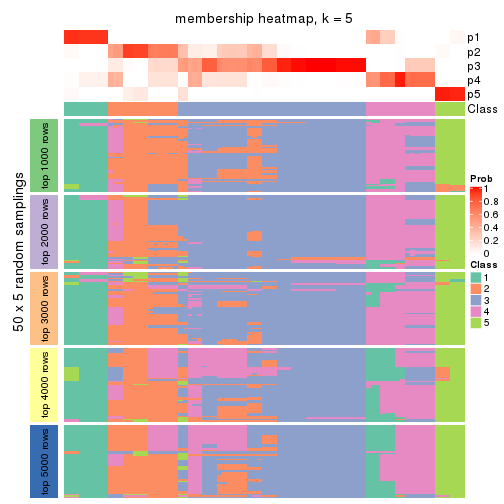 membership heatmap, k = 5
p1
p2
p3
p4
p5
Class
50 x 5 random samplings
top 1000 rows
top 2000 rows
top 3000 rows
top 4000 rows
top 5000 rows
Prob
1
0.8
0.6
0.4
0.2
0
Class
1
2
3
4
5